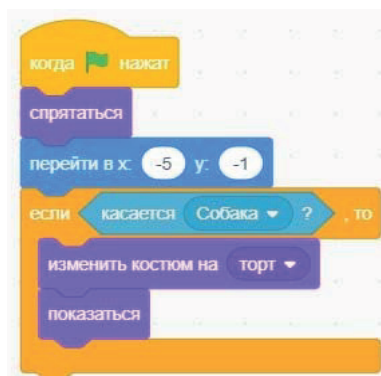 когда нажат
спрятаться
перейти в x: -5 y: -1
если касается Собака ? , то
изменить костюм на торт
показаться